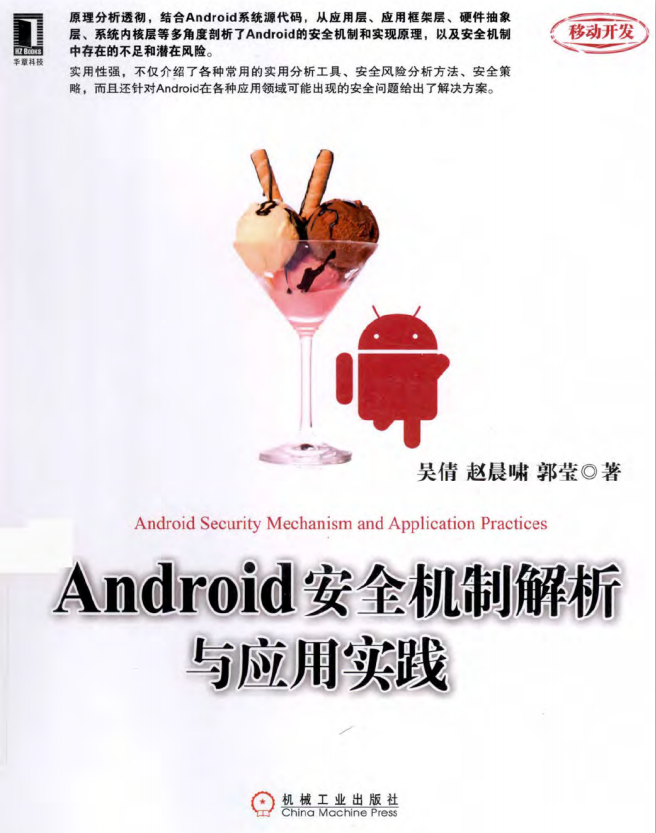 原理分析透彻，结合Android系统源代码，从应用层、应用框架层、硬件抽象
层、系统内核层等多角度剖析了Android的安全机制和实现原理，以及安全机制
中存在的不足和潜在风险。
实用性强，不仅介绍了各种常用的实用分析工具、安全风险分析方法、安全策
略，而且还针对Android在各种应用领域可能出现的安全问题给出了解决方案。
HZ BOOKS
华章科技
移动开发
吴倩 赵晨啸 郭莹◎著
Android Security Mechanism and Application Practices
Android安全机制解析
与应用实践
机械工业出版社
China Machine Press